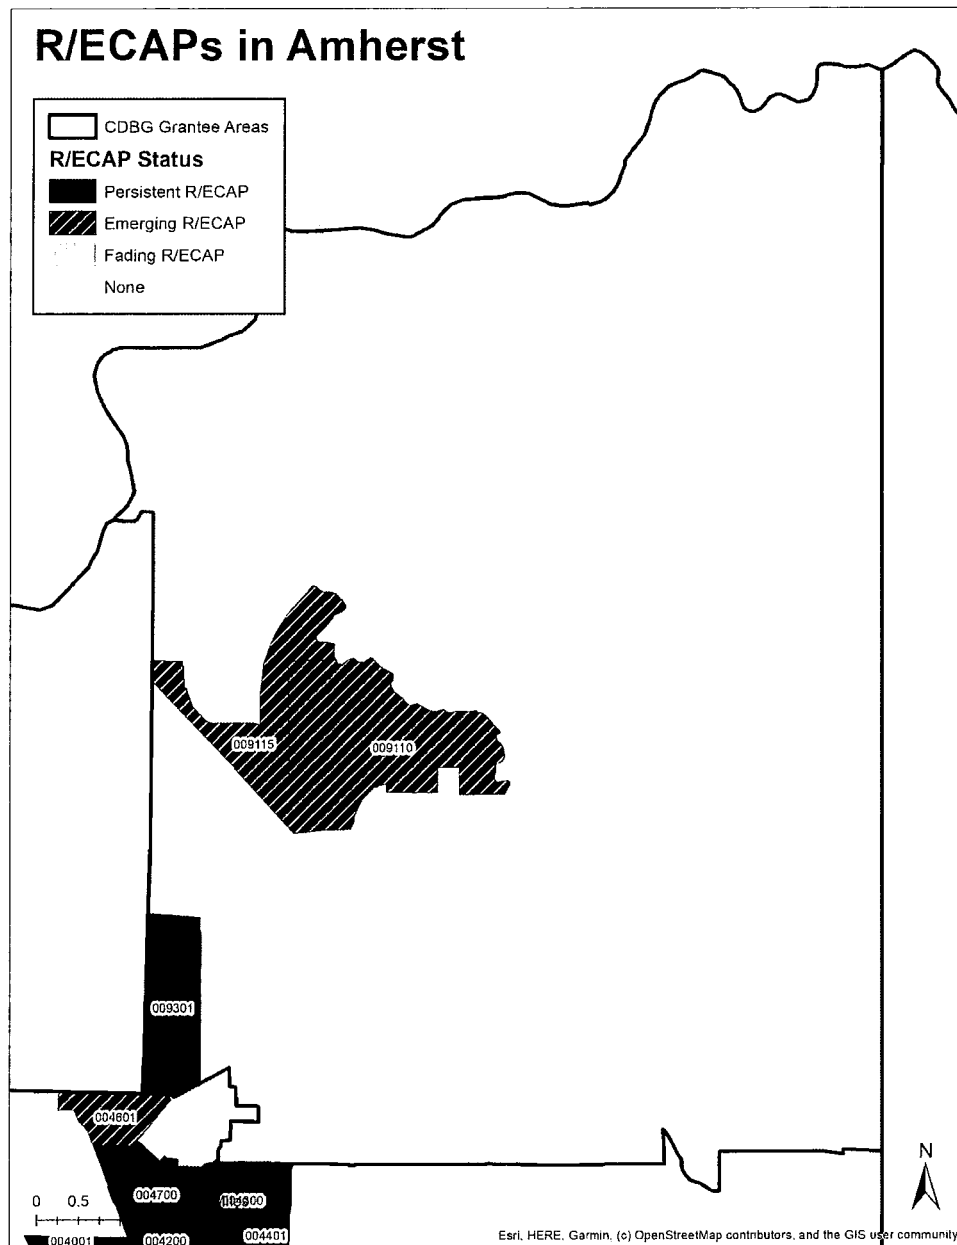 R/ECAPs in Amherst
CDBG Grantee Areas
R/ECAP Status
Persistent R/ECAP
Emerging R/ECAP
Fading R/ECAP
None
009115
009110
009301
004601
004700
0 0.5
004001
004200
004401
N
Esri, HERE, Garmin, (c) OpenStreetMap contributors, and the GIS user community